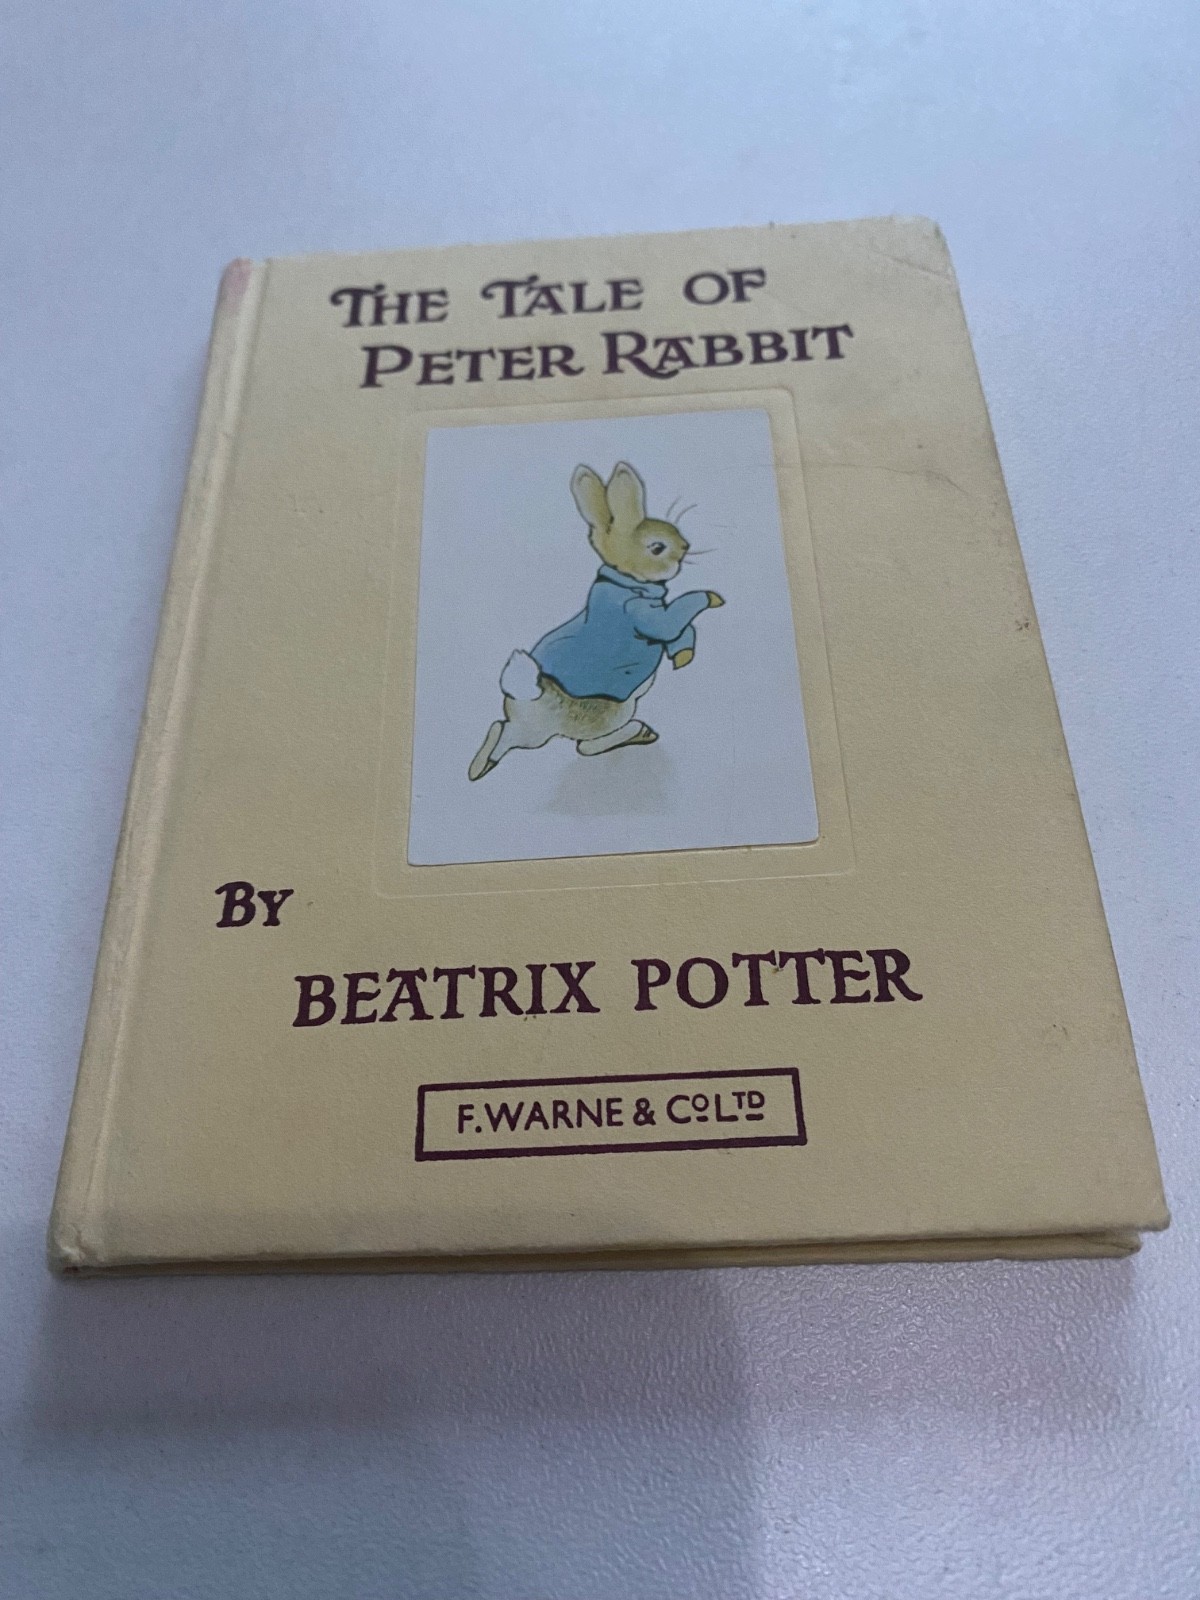 THE TALE OF
PETER RABBIT
BY
BEATRIX POTTER
F. WARNE & CO LTD